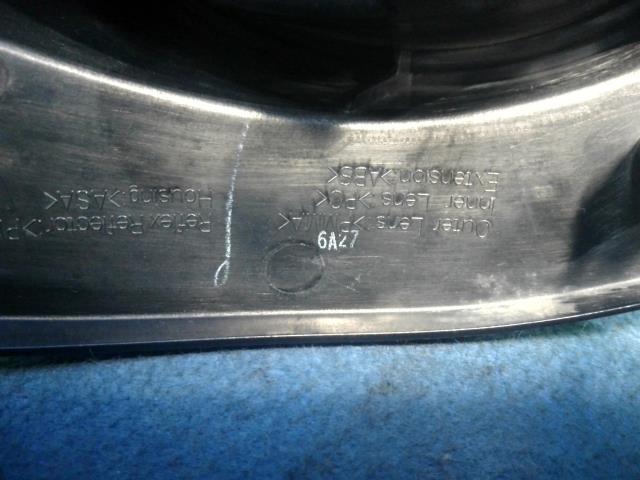 Outer Lens >PMMA<
Inner Lens >PC<
Extension >ABS<
Reflex Reflector >P
Housing >ASA<
6A27